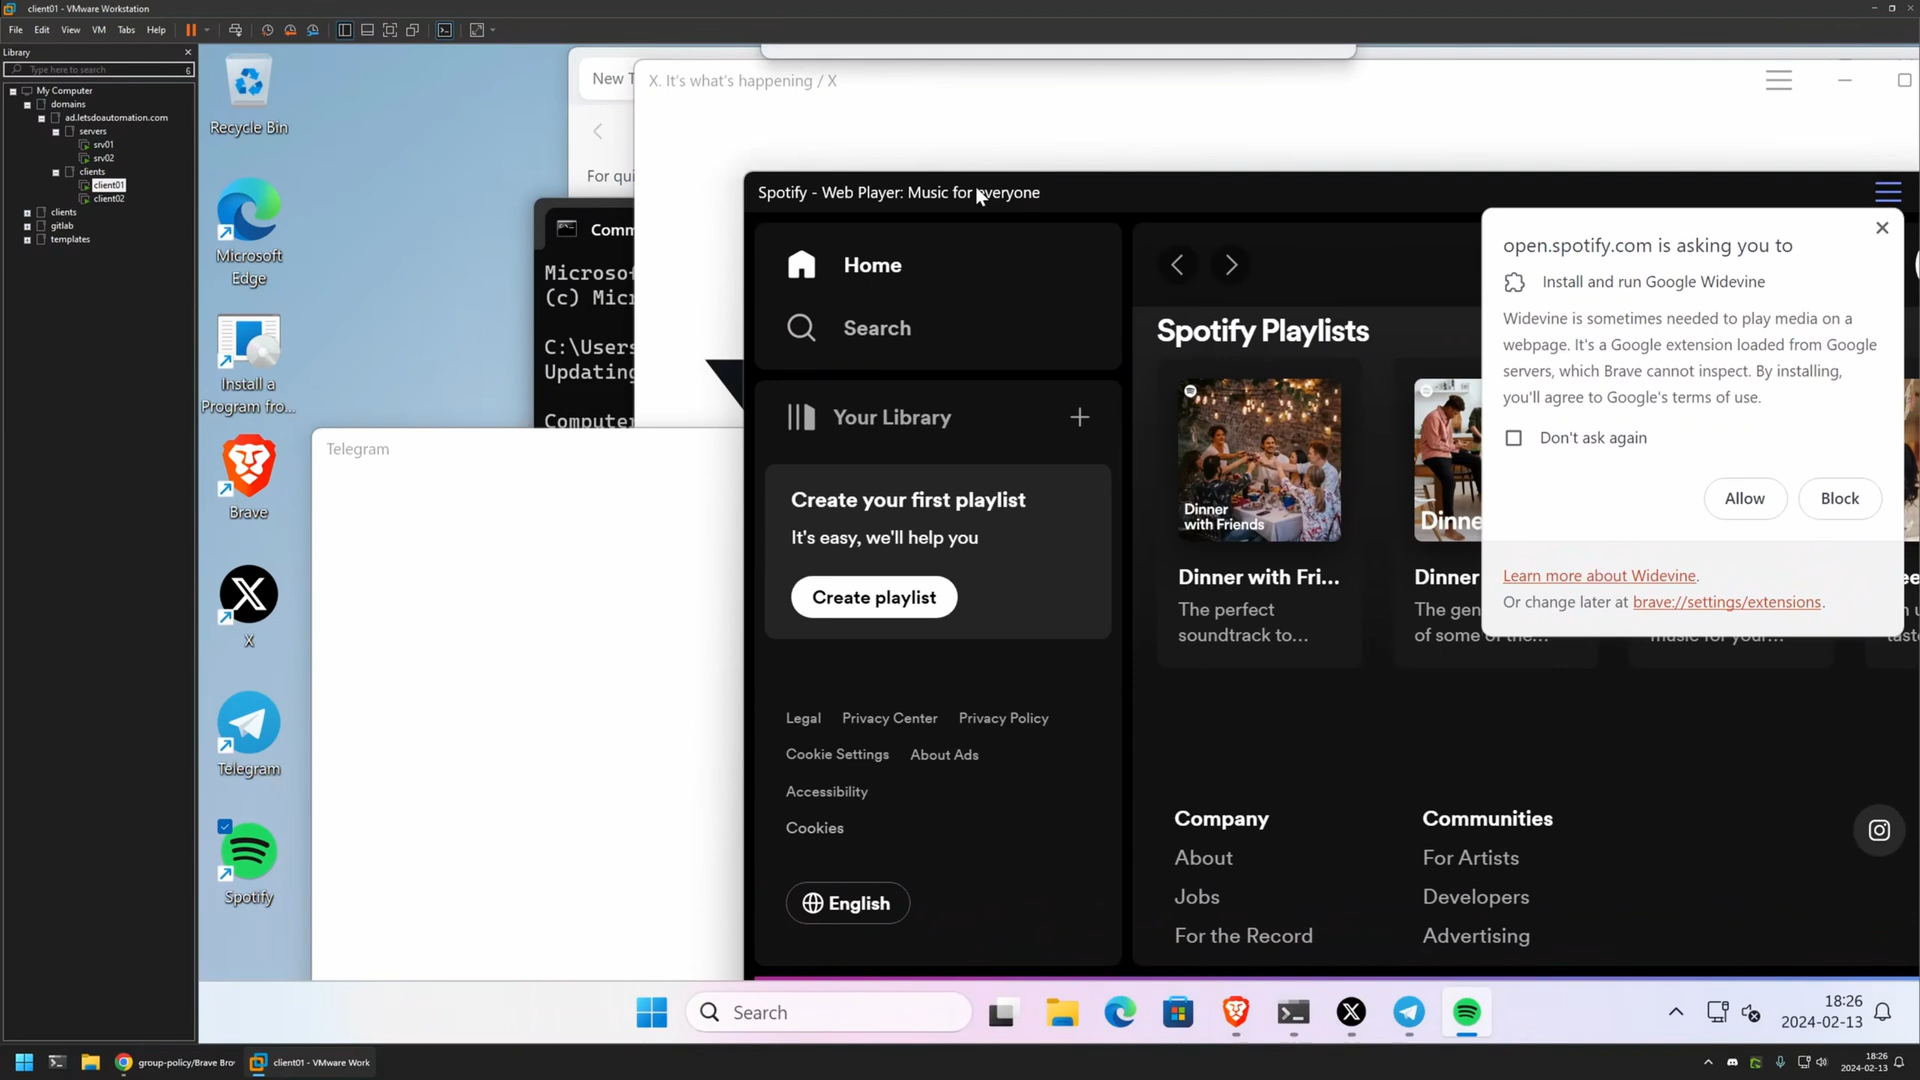 client01 - VMware Workstation
File Edit View VM Tabs Help
Library
Type here to search
My Computer
domains
ad.letsdoautomation.com
servers
srv01
srv02
clients
client01
client02
clients
gitlab
templates
Recycle Bin
Microsoft
Edge
Install a
Program fro...
Brave
X
Telegram
Spotify
New T
For qui
X. It's what's happening / X
Comm
Microsof
(c) Micr
C:\Users
Updating
Computer
Telegram
Spotify - Web Player: Music for everyone
Home
Search
Your Library
Create your first playlist
It's easy, we'll help you
Create playlist
Legal Privacy Center Privacy Policy
Cookie Settings About Ads
Accessibility
Cookies
English
Spotify Playlists
Dinner
with Friends
Dinne
Dinner with Fri...
The perfect
soundtrack to...
Dinner
The gen
of some of the...
music for your...
Company
About
Jobs
For the Record
Communities
For Artists
Developers
Advertising
open.spotify.com is asking you to
Install and run Google Widevine
Widevine is sometimes needed to play media on a
webpage. It's a Google extension loaded from Google
servers, which Brave cannot inspect. By installing,
you'll agree to Google's terms of use.
Don't ask again
Allow Block
Learn more about Widevine.
Or change later at brave://settings/extensions.
Search
18:26
2024-02-13
group-policy/Brave Bro
client01 - VMware Work
18:26
2024-02-13